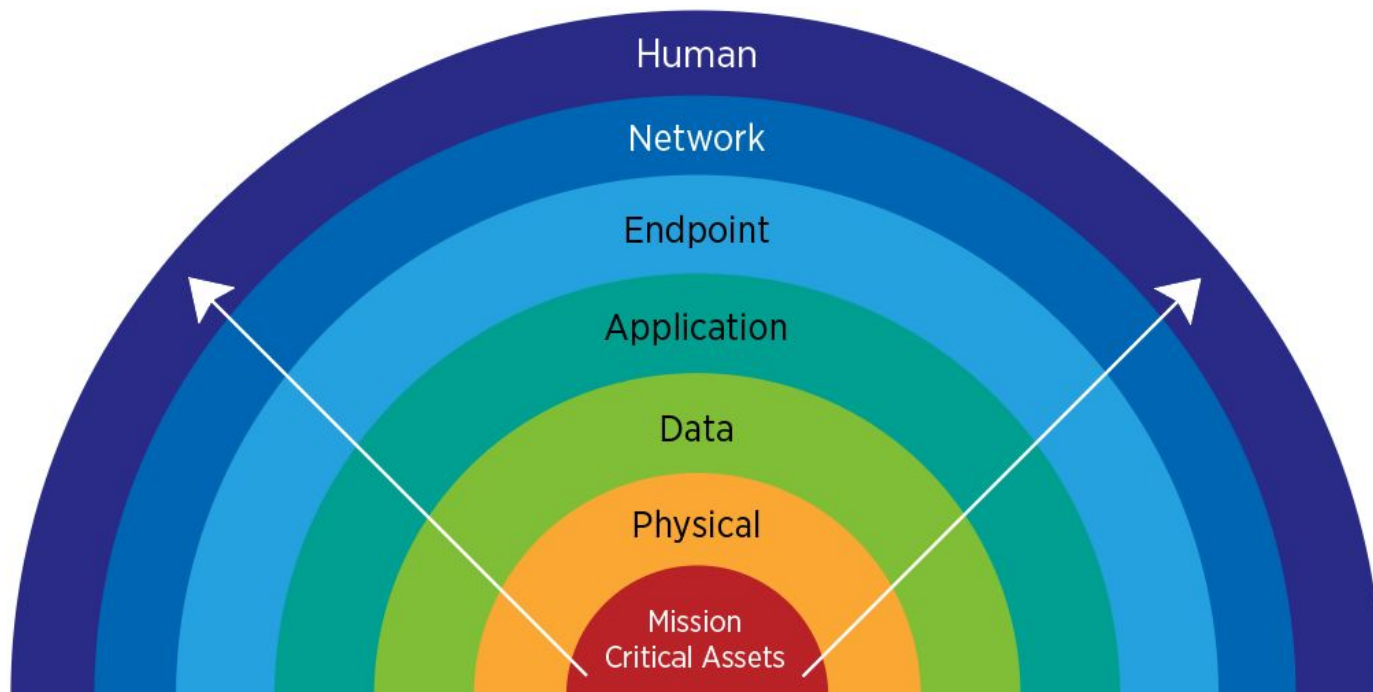 Human
Network
Endpoint
Application
Data
Physical
Mission
Critical Assets